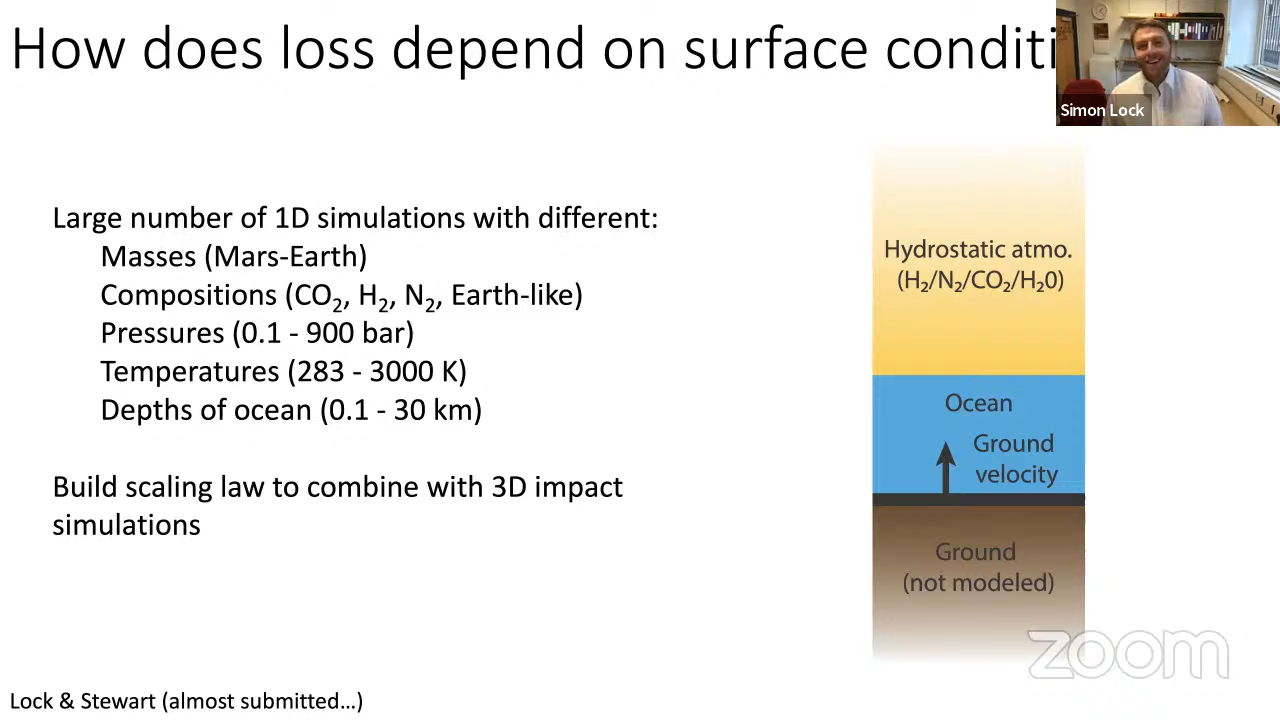 How does loss depend on surface conditi
Simon Lock
Large number of 1D simulations with different:
Masses (Mars-Earth)
Compositions (CO₂, H₂, N₂, Earth-like)
Pressures (0.1 - 900 bar)
Temperatures (283 - 3000 K)
Depths of ocean (0.1 - 30 km)
Build scaling law to combine with 3D impact
simulations
Hydrostatic atmo.
(H₂/N₂/CO₂/H₂0)
Ocean
Ground
velocity
Ground
(not modeled)
zoom
Lock & Stewart (almost submitted...)